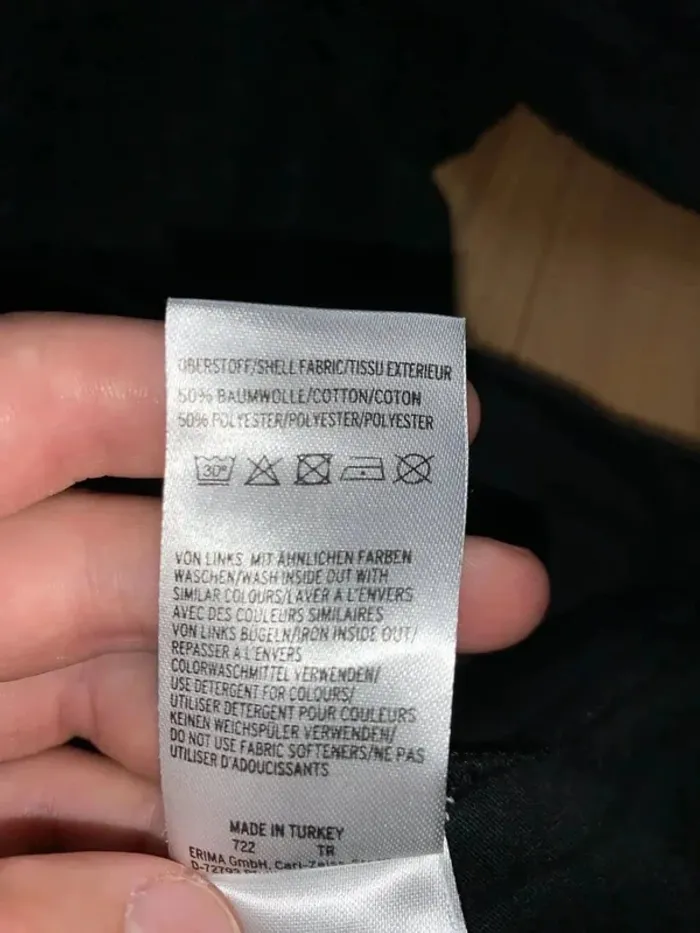 OBERSTOFF/SHELL FABRIC/TISSU EXTERIEUR
50% BAUMWOLLE/COTTON/COTON
50% POLYESTER/POLYESTER/POLYESTER
30°
VON LINKS MIT ÄHNLICHEN FARBEN
WASCHEN/WASH INSIDE OUT WITH
SIMILAR COLOURS/LAVER A L'ENVERS
AVEC DES COULEURS SIMILAIRES
VON LINKS BÜGELN/IRON INSIDE OUT/
REPASSER A L'ENVERS
COLORWASCHMITTEL VERWENDEN/
USE DETERGENT FOR COLOURS/
UTILISER DETERGENT POUR COULEURS
KEINEN WEICHSPÜLER VERWENDEN/
DO NOT USE FABRIC SOFTENERS/NE PAS
UTILISER D'ADOUCISSANTS
MADE IN TURKEY
722 TR
ERIMA GmbH, Carl-Zeiss
D-72793